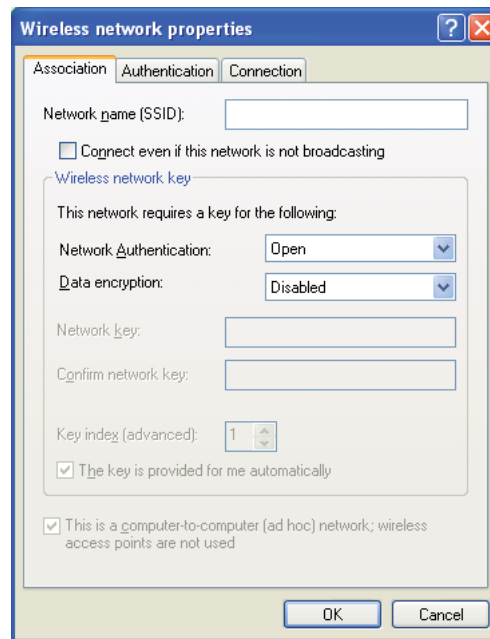 Wireless network properties
Association Authentication Connection
Network name (SSID):
Connect even if this network is not broadcasting
Wireless network key
This network requires a key for the following:
Network Authentication: Open
Data encryption: Disabled
Network key:
Confirm network key:
Key index (advanced): 1
The key is provided for me automatically
This is a computer-to-computer (ad hoc) network; wireless
access points are not used
OK Cancel